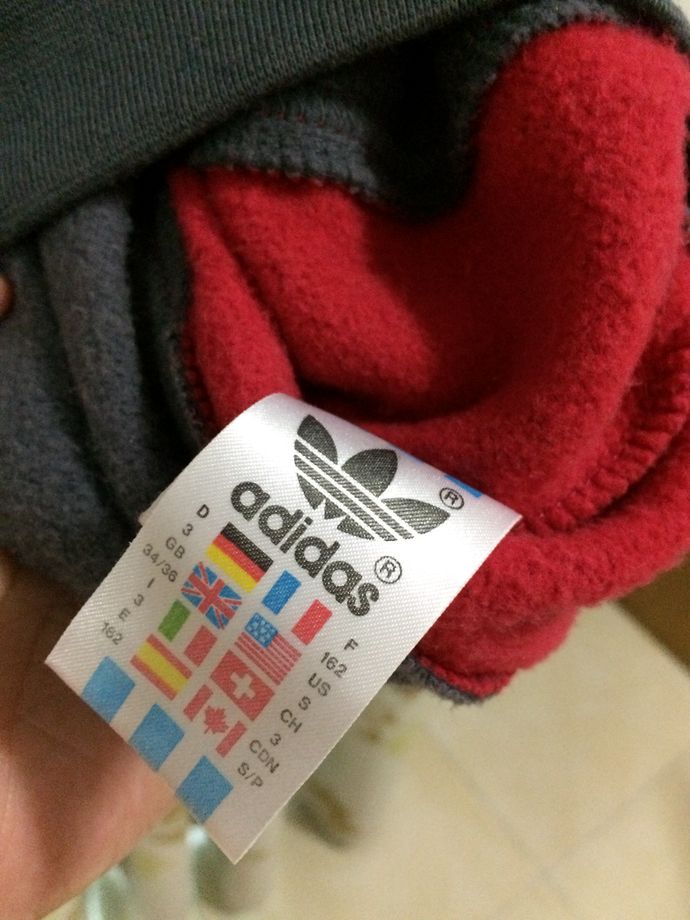 ®
adidas®
D
3
GB
34/36
I
3
E
162
F
162
US
S
CH
3
CDN
S/P